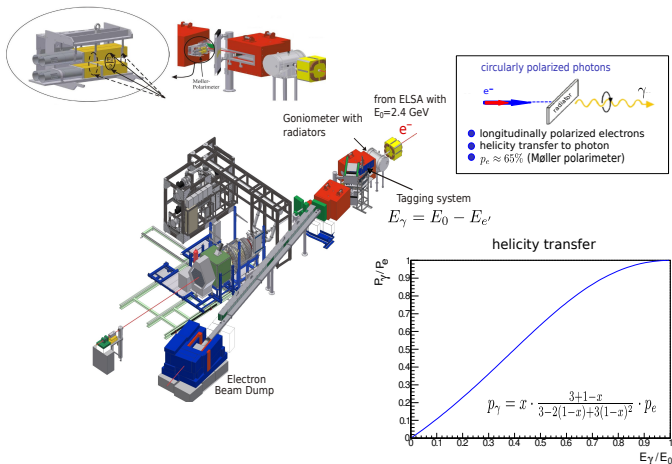 Møller-
Polarimeter
Goniometer with
radiators
from ELSA with
E₀=2.4 GeV
e⁻
Tagging system
E_γ = E₀ − E_e′
Electron
Beam Dump
circularly polarized photons
e⁻
radiator
γ
longitudinally polarized electrons
helicity transfer to photon
p_e ≈ 65% (Møller polarimeter)
helicity transfer
P_γ/P_e
1
0.9
0.8
0.7
0.6
0.5
0.4
0.3
0.2
0.1
0
p_γ = x · (3+1−x)/(3−2(1−x)+3(1−x)²) · p_e
0 0.1 0.2 0.3 0.4 0.5 0.6 0.7 0.8 0.9 1
E_γ/E₀